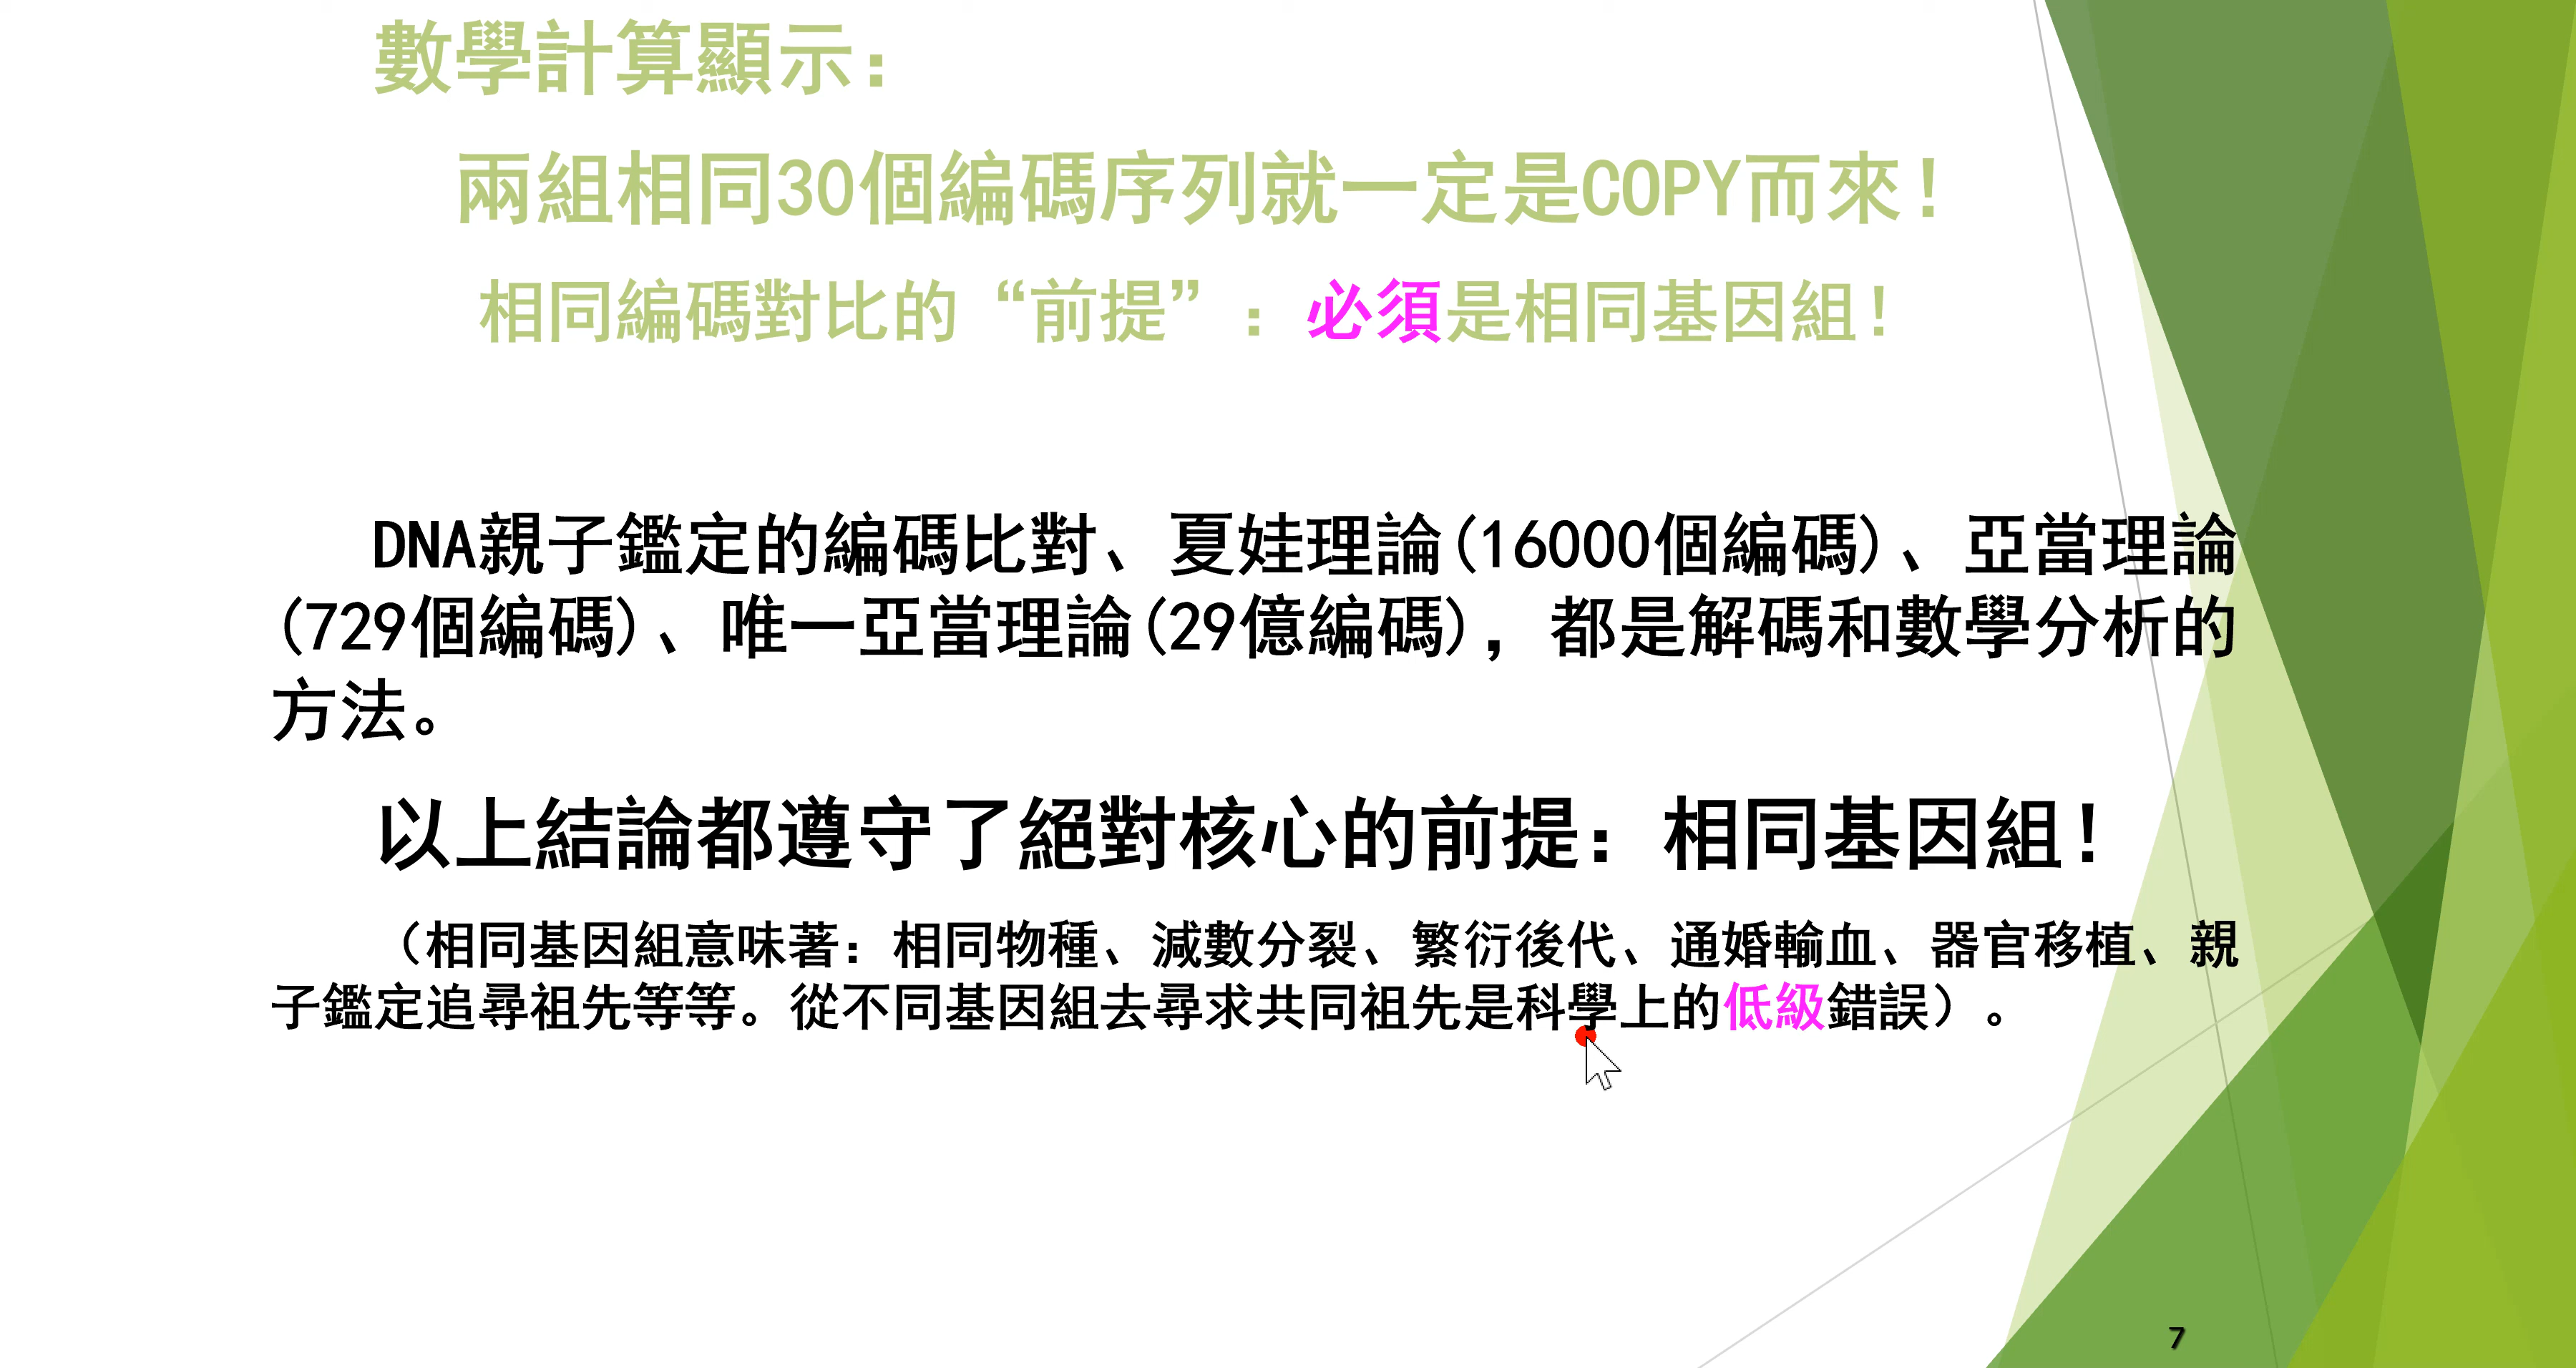 數學計算顯示：
兩組相同30個編碼序列就一定是COPY而來！
相同編碼對比的“前提”：必須是相同基因組！
DNA親子鑑定的編碼比對、夏娃理論(16000個編碼)、亞當理論
(729個編碼)、唯一亞當理論(29億編碼)，都是解碼和數學分析的
方法。
以上結論都遵守了絕對核心的前提：相同基因組！
（相同基因組意味著：相同物種、減數分裂、繁衍後代、通婚輸血、器官移植、親
子鑑定追尋祖先等等。從不同基因組去尋求共同祖先是科學上的低級錯誤）。
7